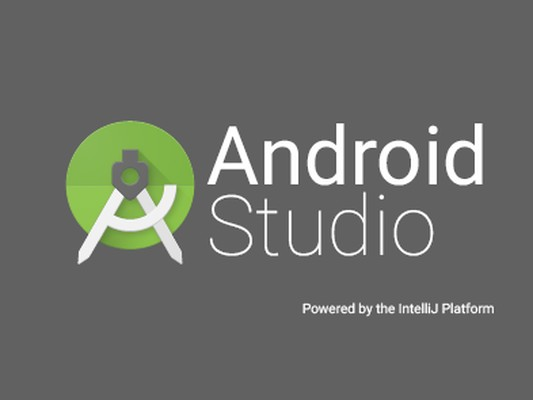 Android
Studio
Powered by the IntelliJ Platform